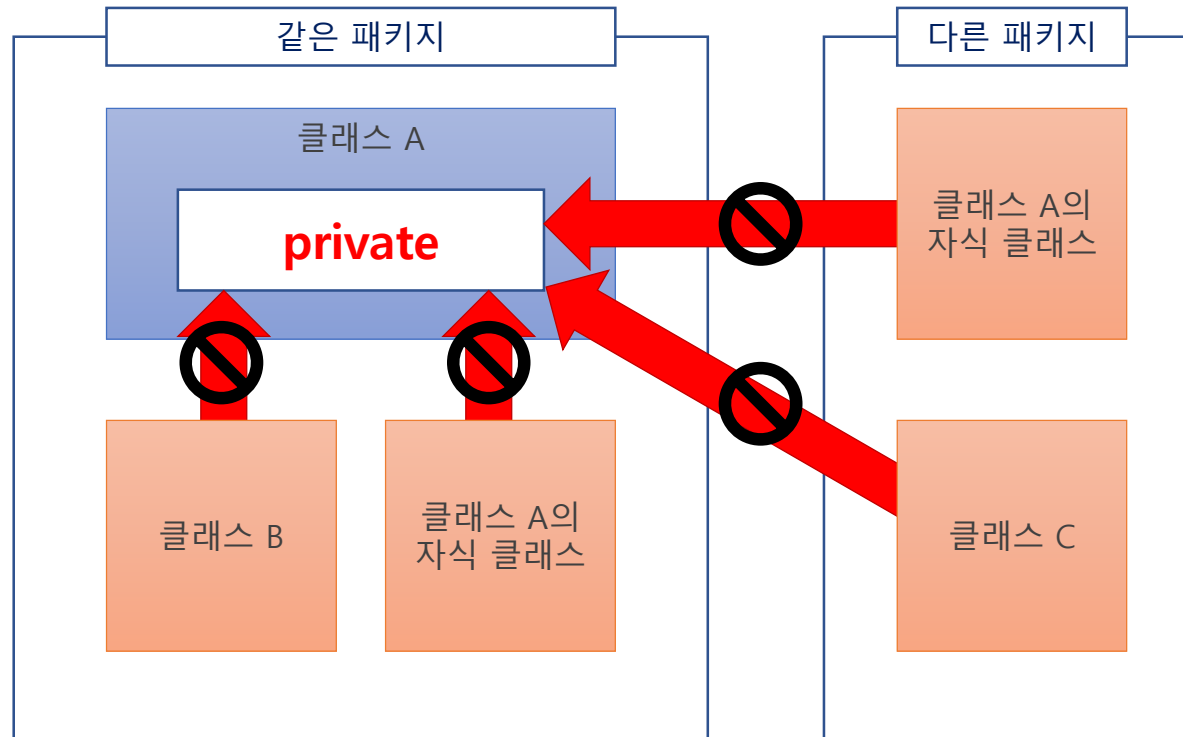 같은 패키지
다른 패키지
클래스 A
private
클래스 A의
자식 클래스
클래스 B
클래스 A의
자식 클래스
클래스 C